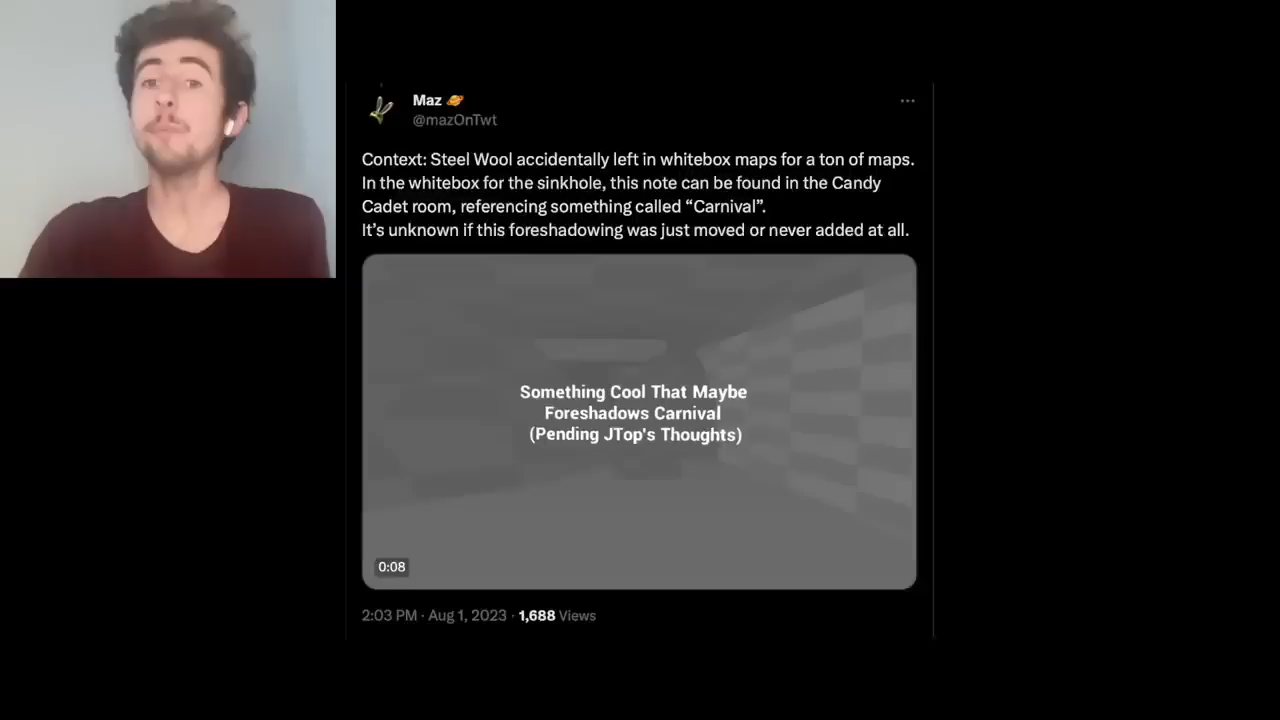 Maz 🪐
@mazOnTwt
Context: Steel Wool accidentally left in whitebox maps for a ton of maps.
In the whitebox for the sinkhole, this note can be found in the Candy
Cadet room, referencing something called “Carnival”.
It’s unknown if this foreshadowing was just moved or never added at all.
Something Cool That Maybe
Foreshadows Carnival
(Pending JTop's Thoughts)
0:08
2:03 PM · Aug 1, 2023 · 1,688 Views